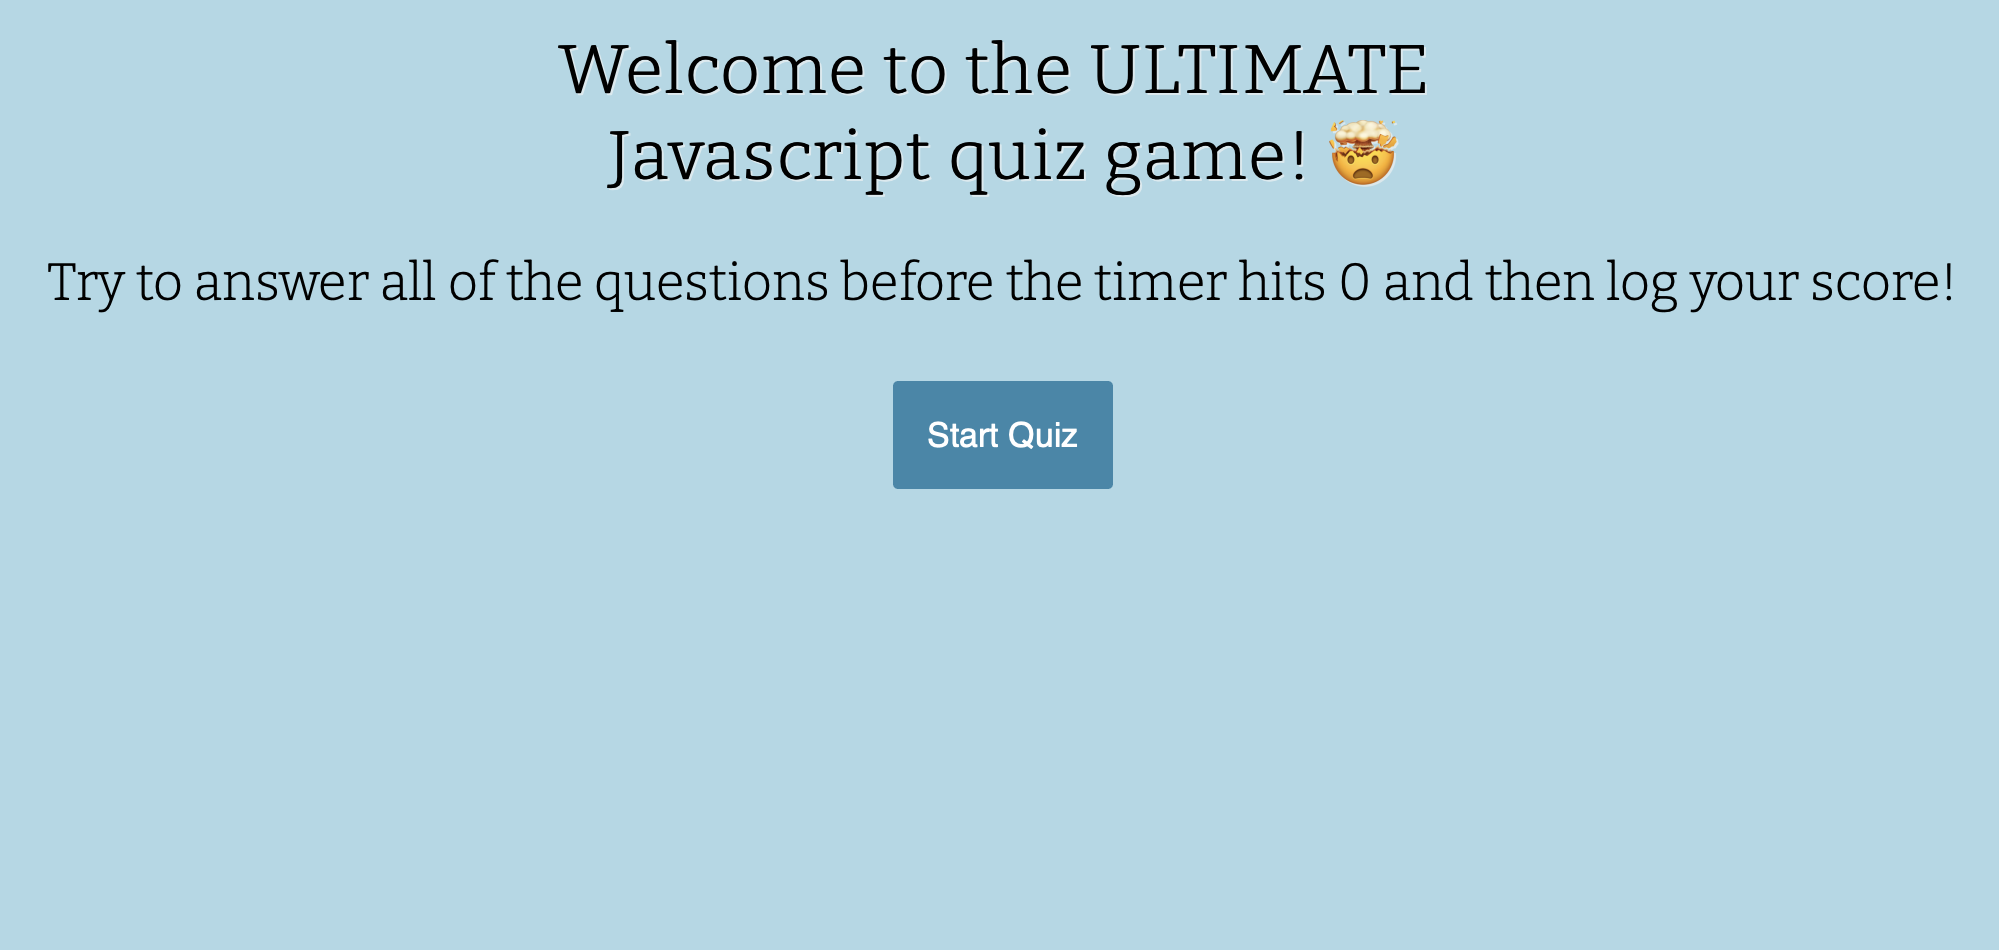 Welcome to the ULTIMATE
Javascript quiz game! 🤯
Try to answer all of the questions before the timer hits 0 and then log your score!
Start Quiz